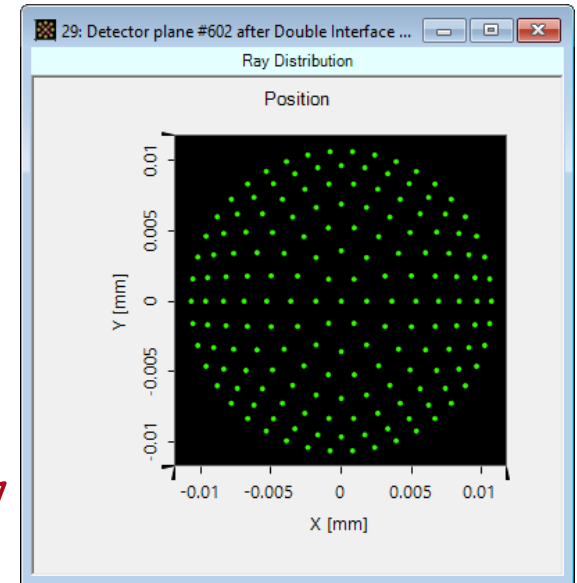 29: Detector plane #602 after Double Interface ...
Ray Distribution
Position
0.01
0.005
0
-0.005
-0.01
Y [mm]
-0.01 -0.005 0 0.005 0.01
X [mm]